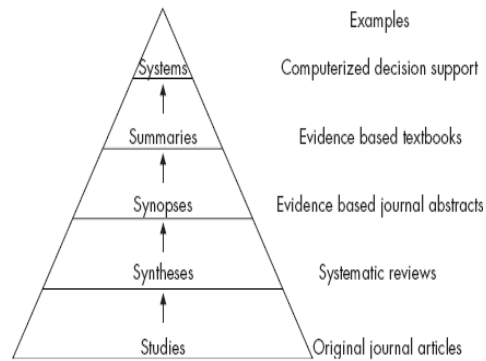 Examples
Systems Computerized decision support
Summaries Evidence based textbooks
Synopses Evidence based journal abstracts
Syntheses Systematic reviews
Studies Original journal articles